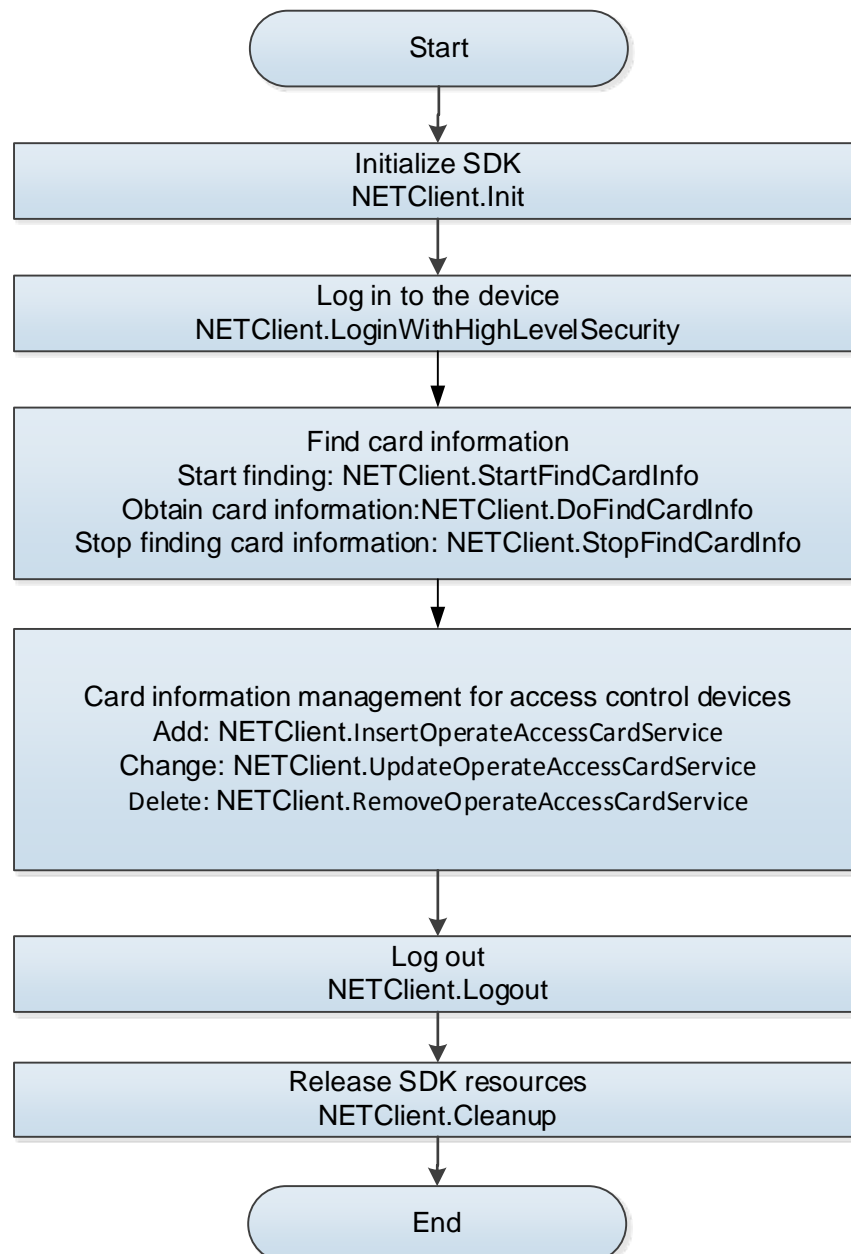 Start
Initialize SDK
NETClient.Init
Log in to the device
NETClient.LoginWithHighLevelSecurity
Find card information
Start finding: NETClient.StartFindCardInfo
Obtain card information:NETClient.DoFindCardInfo
Stop finding card information: NETClient.StopFindCardInfo
Card information management for access control devices
Add: NETClient.InsertOperateAccessCardService
Change: NETClient.UpdateOperateAccessCardService
Delete: NETClient.RemoveOperateAccessCardService
Log out
NETClient.Logout
Release SDK resources
NETClient.Cleanup
End